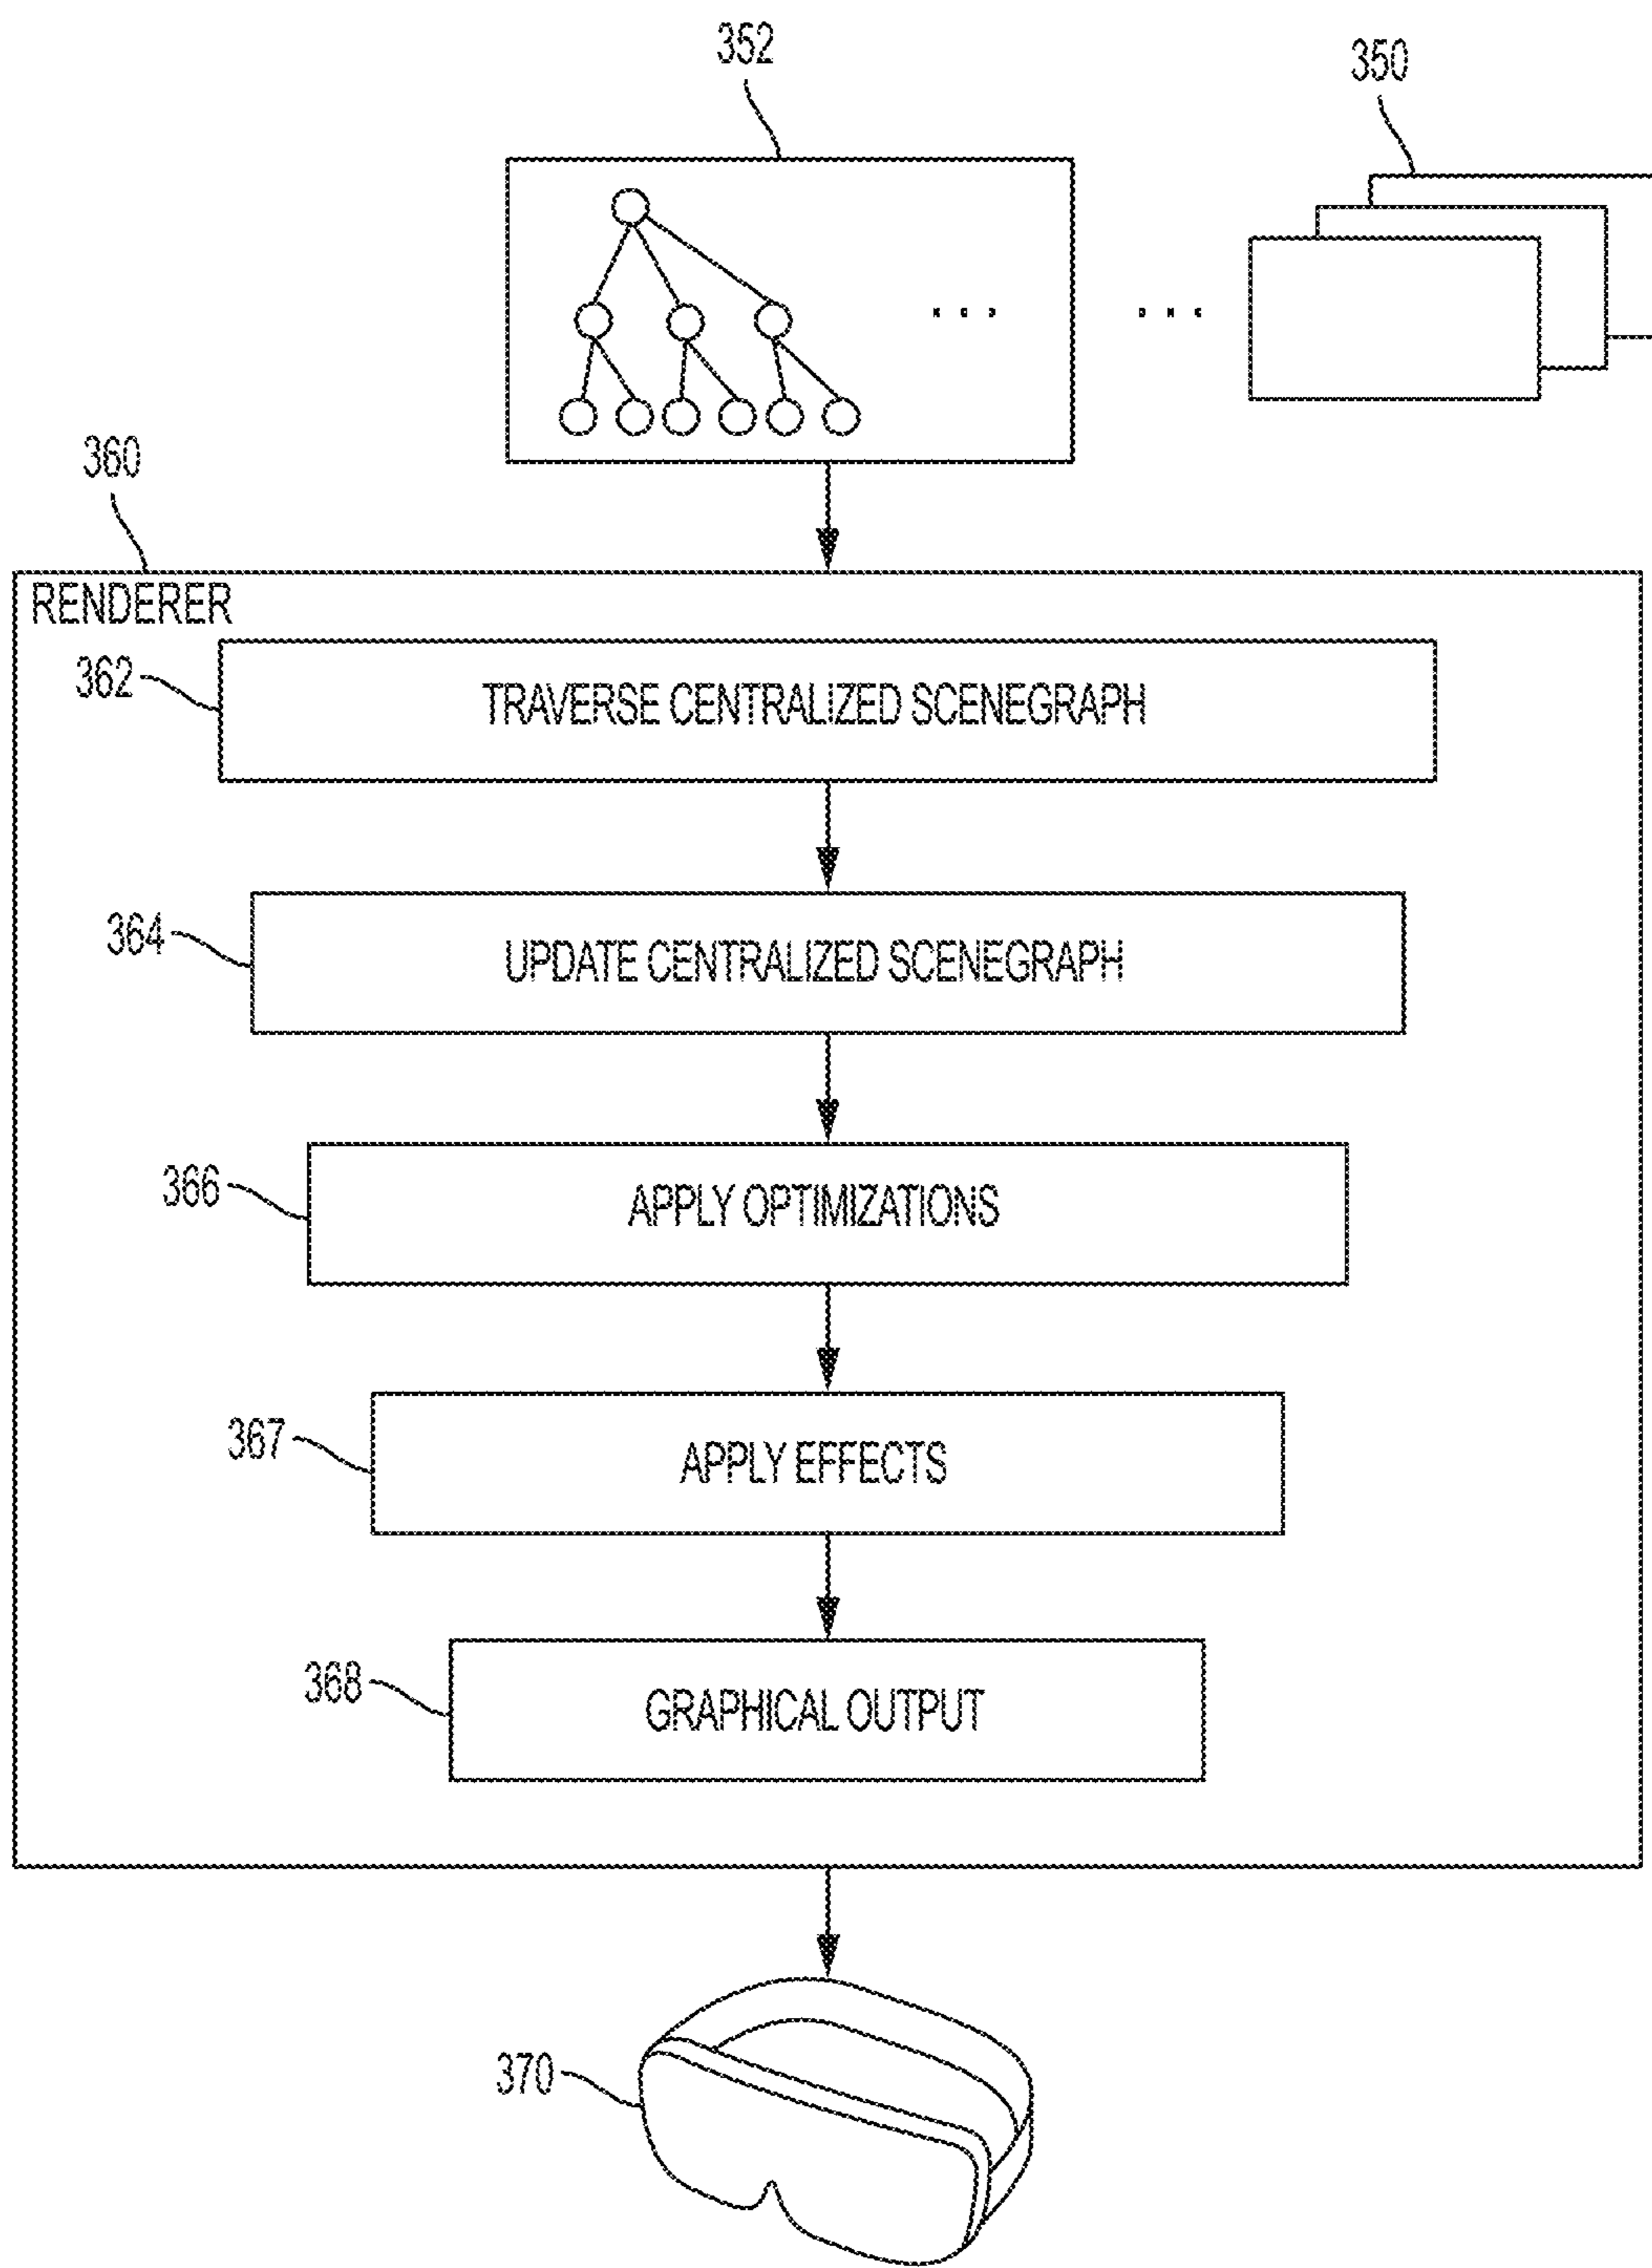 352
350
360
RENDERER
362
TRAVERSE CENTRALIZED SCENEGRAPH
364
UPDATE CENTRALIZED SCENEGRAPH
366
APPLY OPTIMIZATIONS
367
APPLY EFFECTS
368
GRAPHICAL OUTPUT
370